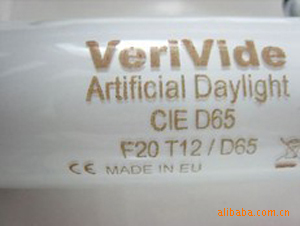 VeriVide
Artificial Daylight
CIE D65
F20 T12 / D65
CE MADE IN EU
alibaba.com.cn